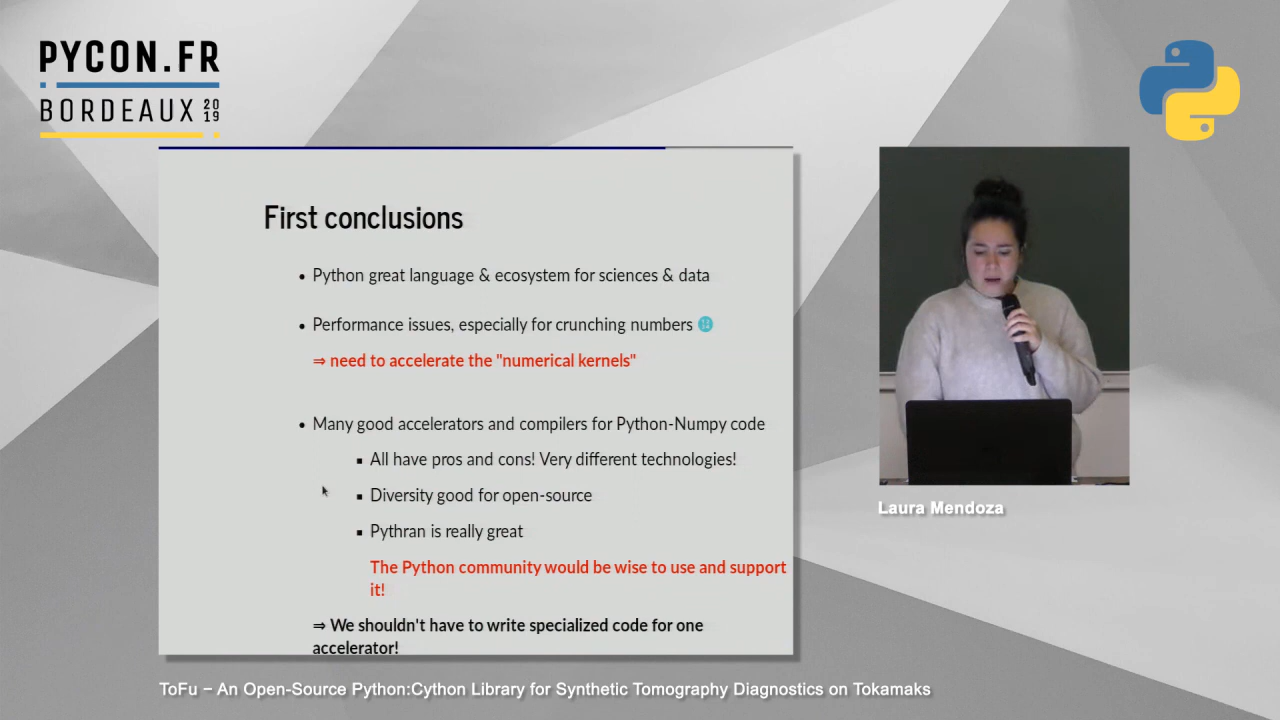 PYCON.FR
BORDEAUX 2019
First conclusions
• Python great language & ecosystem for sciences & data
• Performance issues, especially for crunching numbers
⇒ need to accelerate the "numerical kernels"
• Many good accelerators and compilers for Python-Numpy code
▪ All have pros and cons! Very different technologies!
▪ Diversity good for open-source
▪ Pythran is really great
The Python community would be wise to use and support
it!
⇒ We shouldn't have to write specialized code for one
accelerator!
Laura Mendoza
ToFu – An Open-Source Python:Cython Library for Synthetic Tomography Diagnostics on Tokamaks